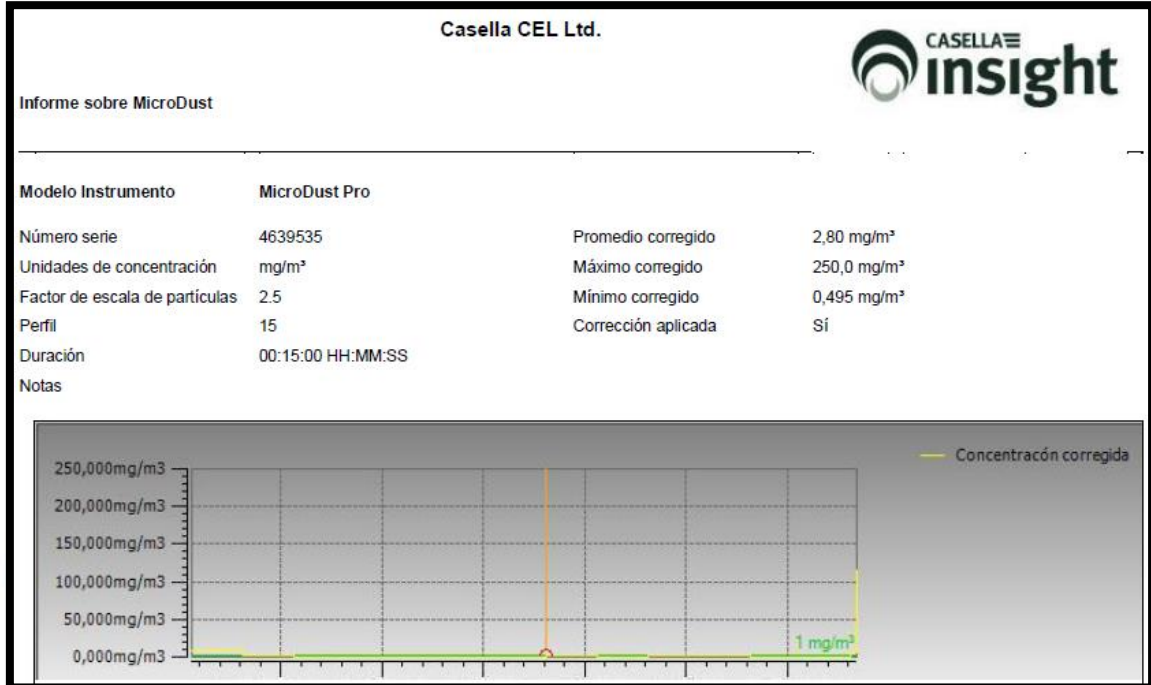 Casella CEL Ltd.
CASELLA
insight
Informe sobre MicroDust
Modelo Instrumento MicroDust Pro
Número serie 4639535 Promedio corregido 2,80 mg/m³
Unidades de concentración mg/m³ Máximo corregido 250,0 mg/m³
Factor de escala de partículas 2.5 Mínimo corregido 0,495 mg/m³
Perfil 15 Corrección aplicada Sí
Duración 00:15:00 HH:MM:SS
Notas
Concentracón corregida
250,000mg/m3
200,000mg/m3
150,000mg/m3
100,000mg/m3
50,000mg/m3
1 mg/m³
0,000mg/m3